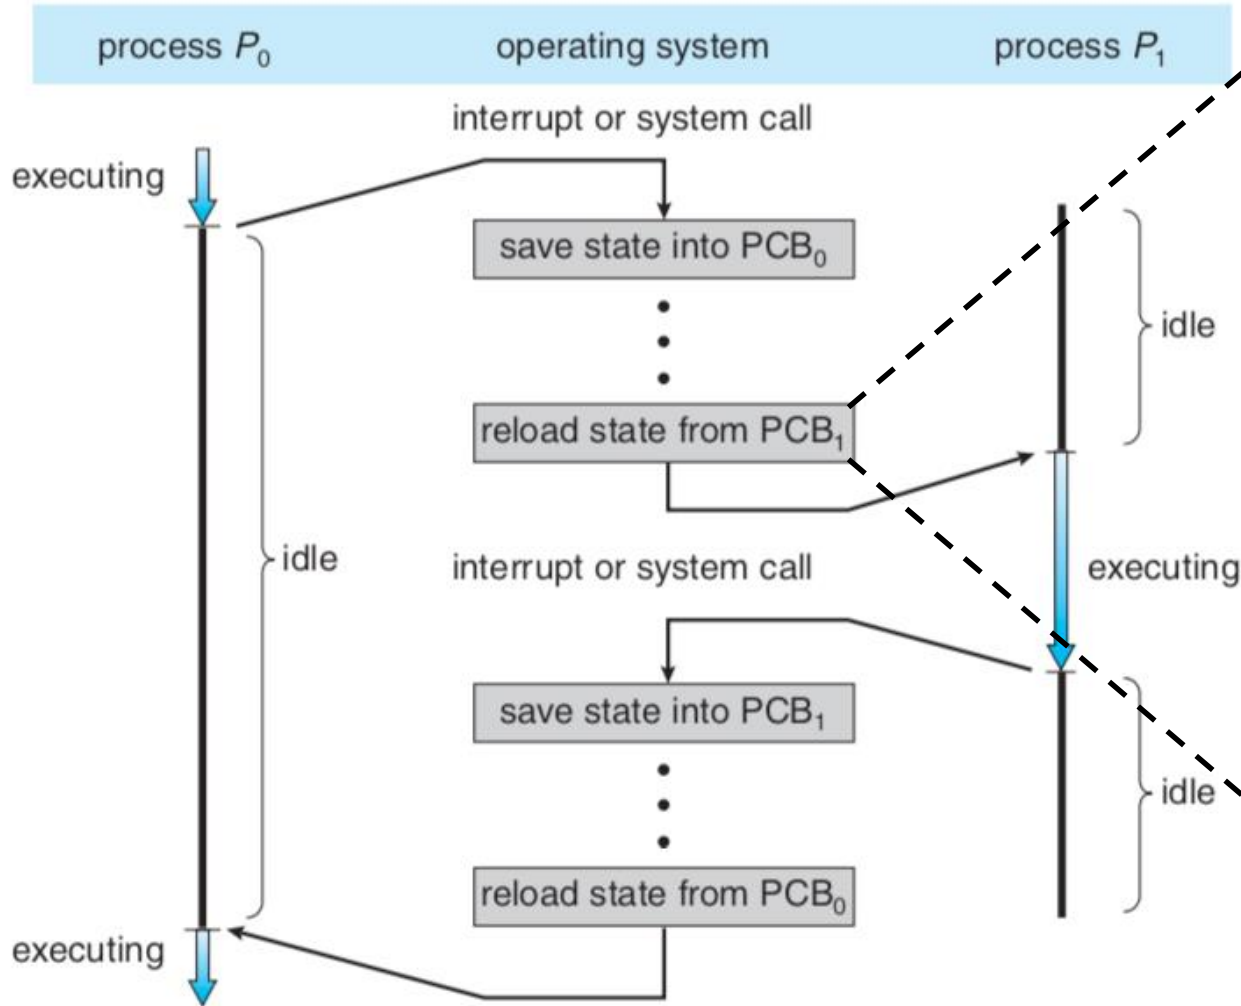 process P₀ operating system process P₁
interrupt or system call
executing
save state into PCB₀
idle
reload state from PCB₁
idle
interrupt or system call
executing
save state into PCB₁
idle
reload state from PCB₀
executing